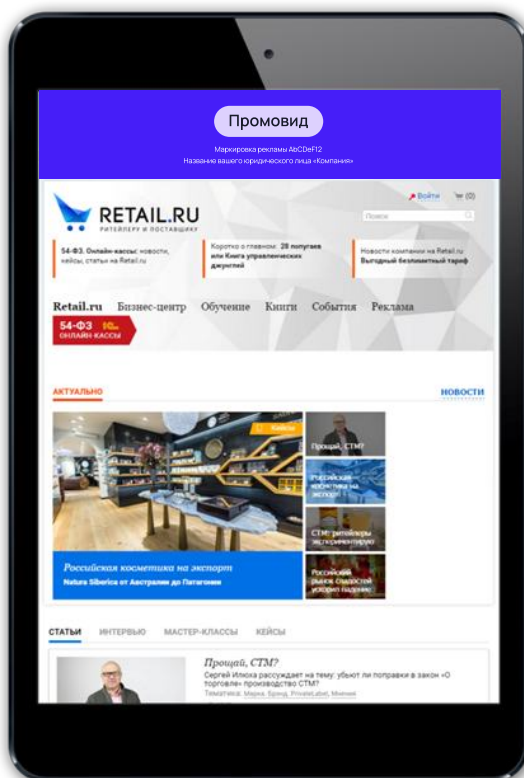 Промовид
Маркировка рекламы AbCDeF12
Название вашего юридического лица «Компания»
Войти (0)
RETAIL.RU
РИТЕЙЛЕРУ И ПОСТАВЩИКУ
Поиск
54-ФЗ. Онлайн-кассы: новости,
кейсы, статьи на Retail.ru
Коротко о главном: 28 попугаев
или Книга управленческих
джунглей
Новости компании на Retail.ru
Выгодный безлимитный тариф
Retail.ru Бизнес-центр Обучение Книги События Реклама
54-ФЗ 1С
ОНЛАЙН-КАССЫ
АКТУАЛЬНО
НОВОСТИ
Кейсы
Российская косметика на экспорт
Natura Siberica от Австралии до Патагонии
Прощай, СТМ?
Российская
косметика на
экспорт
СТМ: ритейлеры
экспериментирую
Российский
рынок сладостей
ускорил падение
СТАТЬИ ИНТЕРВЬЮ МАСТЕР-КЛАССЫ КЕЙСЫ
Прощай, СТМ?
Сергей Илюха рассуждает на тему: убьют ли поправки в закон «О
торговле» производство СТМ?
Тематика: Марка. Бренд, PrivateLabel, Мнения